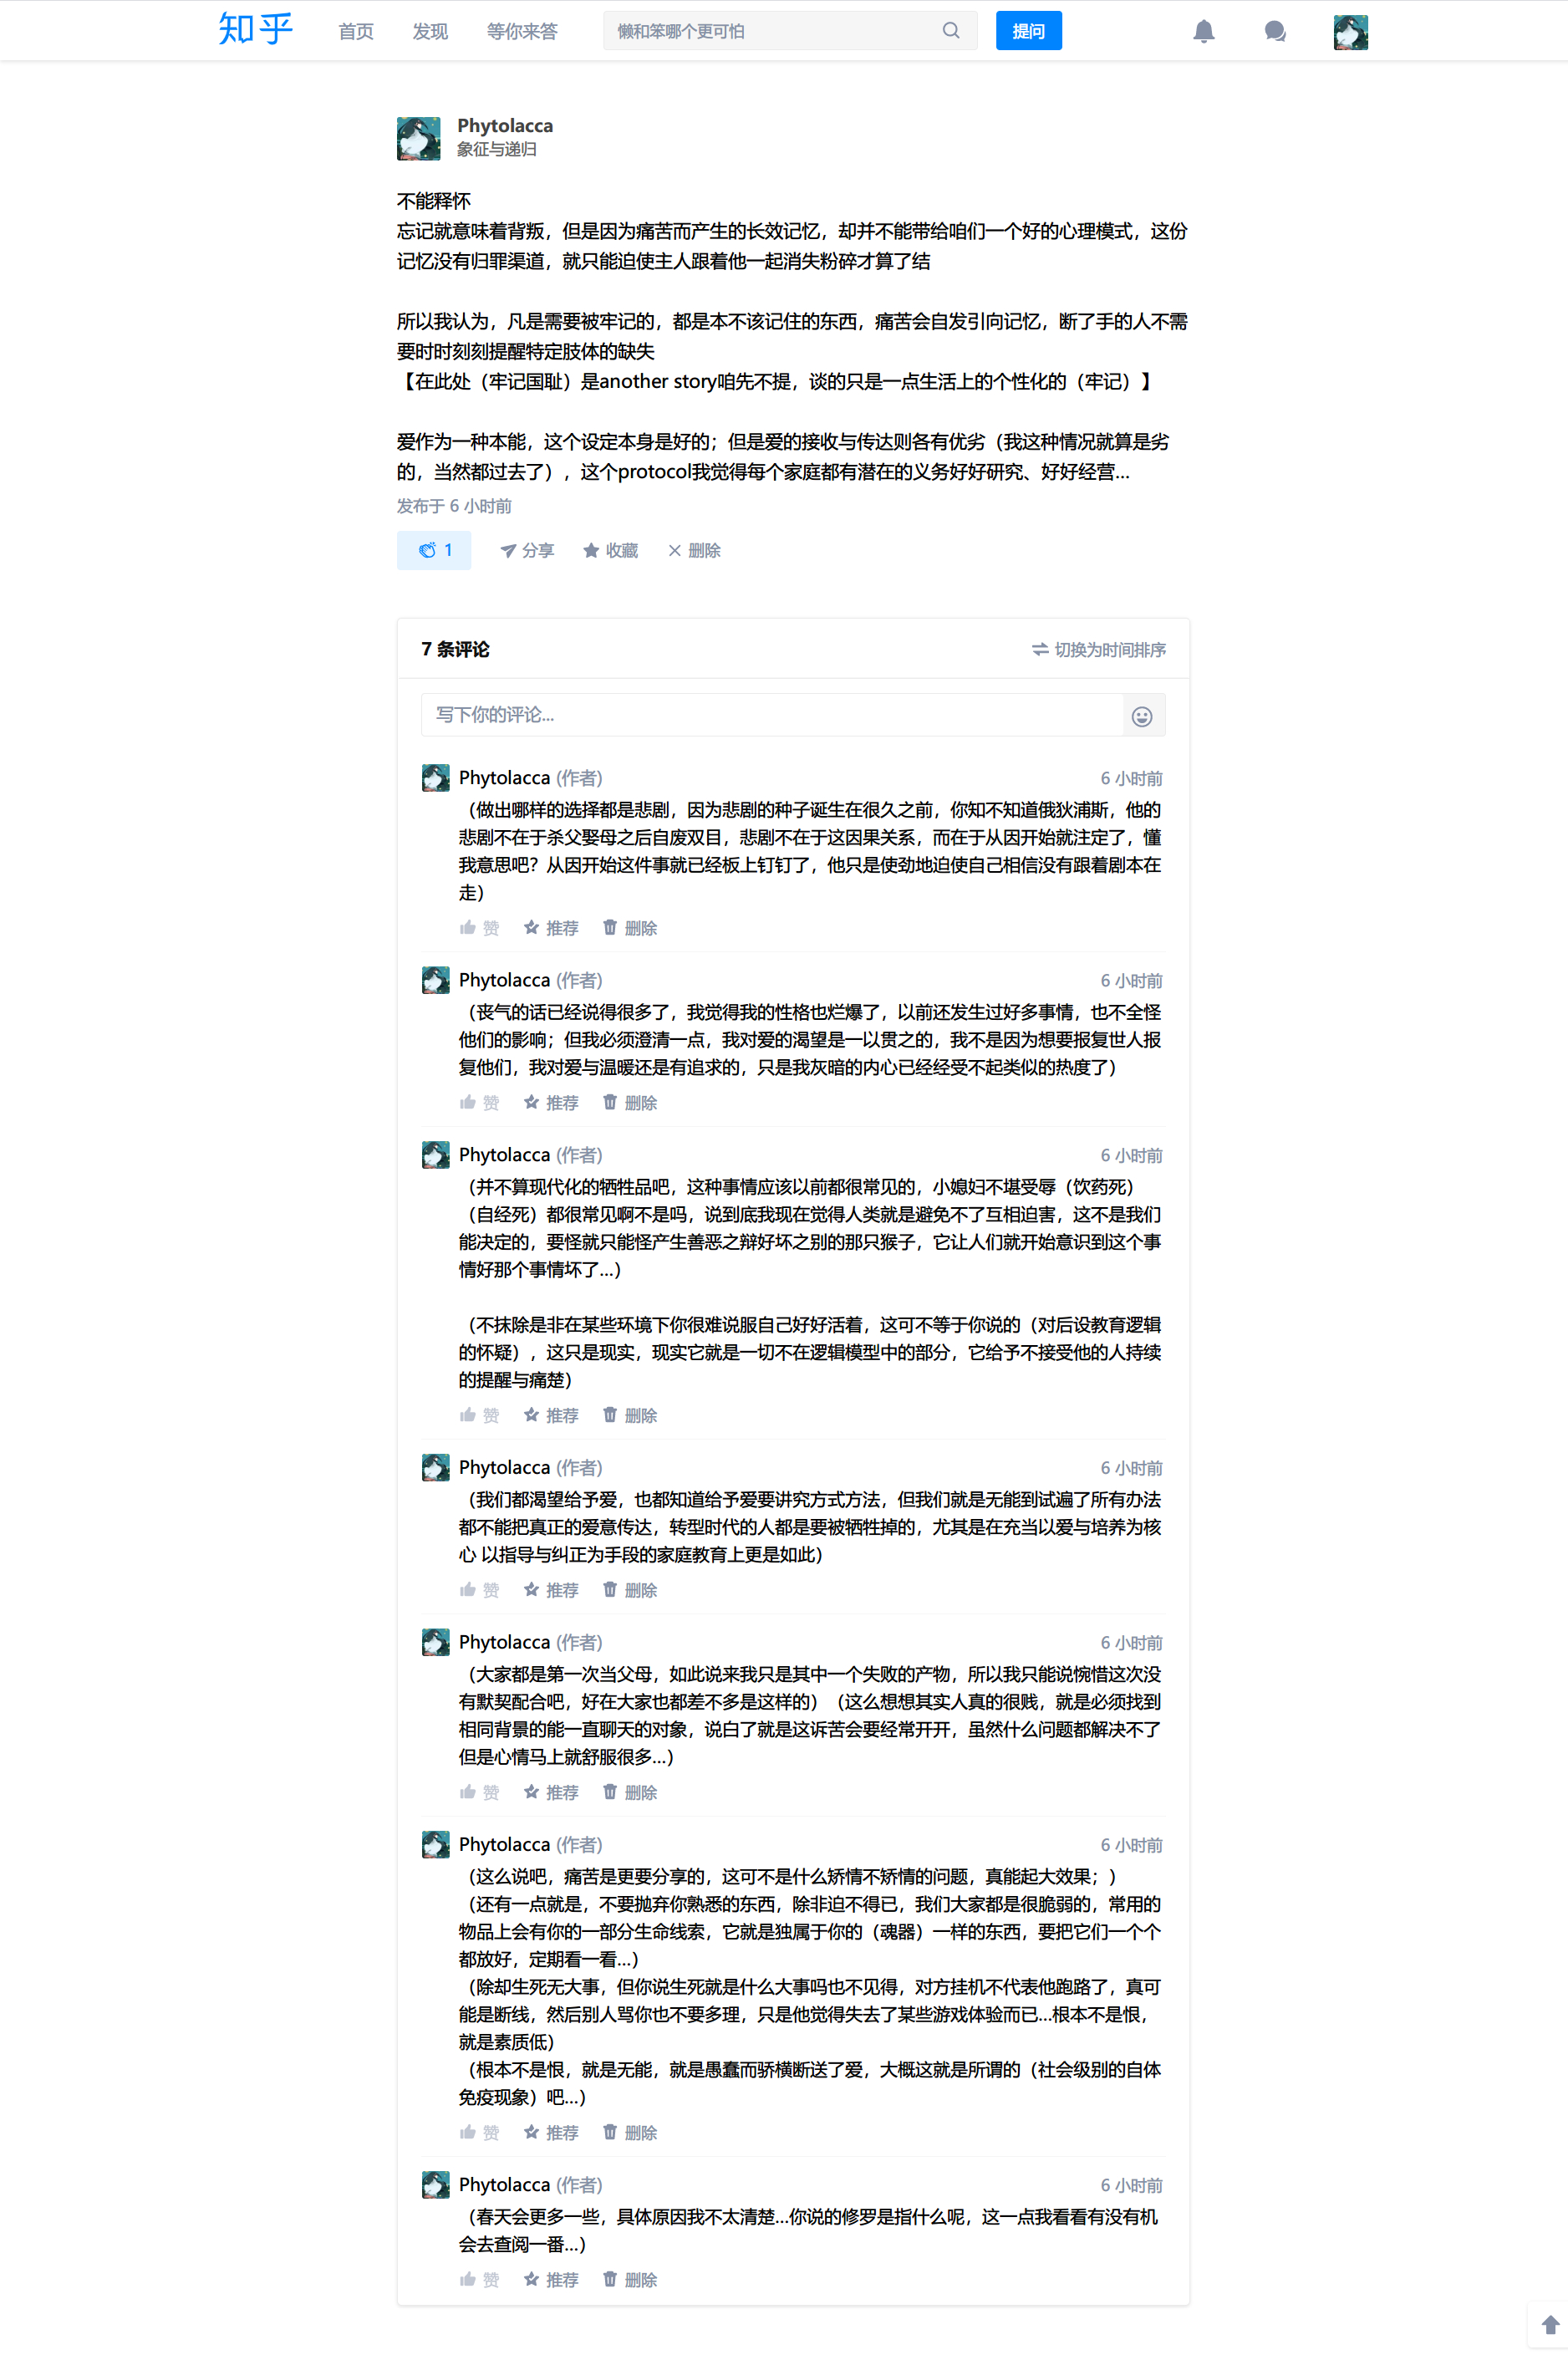 知乎
首页
发现
等你来答
懒和笨哪个更可怕
提问
Phytolacca
象征与递归
不能释怀
忘记就意味着背叛，但是因为痛苦而产生的长效记忆，却并不能带给咱们一个好的心理模式，这份
记忆没有归罪渠道，就只能迫使主人跟着他一起消失粉碎才算了结
所以我认为，凡是需要被牢记的，都是本不该记住的东西，痛苦会自发引向记忆，断了手的人不需
要时时刻刻提醒特定肢体的缺失
【在此处（牢记国耻）是another story咱先不提，谈的只是一点生活上的个性化的（牢记）】
爱作为一种本能，这个设定本身是好的；但是爱的接收与传达则各有优劣（我这种情况就算是劣
的，当然都过去了），这个protocol我觉得每个家庭都有潜在的义务好好研究、好好经营...
发布于 6 小时前
1
分享
收藏
删除
7 条评论
切换为时间排序
写下你的评论...
Phytolacca (作者)
6 小时前
（做出哪样的选择都是悲剧，因为悲剧的种子诞生在很久之前，你知不知道俄狄浦斯，他的
悲剧不在于杀父娶母之后自废双目，悲剧不在于这因果关系，而在于从因开始就注定了，懂
我意思吧？从因开始这件事就已经板上钉钉了，他只是使劲地迫使自己相信没有跟着剧本在
走）
赞
推荐
删除
Phytolacca (作者)
6 小时前
（丧气的话已经说得很多了，我觉得我的性格也烂爆了，以前还发生过好多事情，也不全怪
他们的影响；但我必须澄清一点，我对爱的渴望是一以贯之的，我不是因为想要报复世人报
复他们，我对爱与温暖还是有追求的，只是我灰暗的内心已经经受不起类似的热度了）
赞
推荐
删除
Phytolacca (作者)
6 小时前
（并不算现代化的牺牲品吧，这种事情应该以前都很常见的，小媳妇不堪受辱（饮药死）
（自经死）都很常见啊不是吗，说到底我现在觉得人类就是避免不了互相迫害，这不是我们
能决定的，要怪就只能怪产生善恶之辩好坏之别的那只猴子，它让人们就开始意识到这个事
情好那个事情坏了...）
（不抹除是非在某些环境下你很难说服自己好好活着，这可不等于你说的（对后设教育逻辑
的怀疑），这只是现实，现实它就是一切不在逻辑模型中的部分，它给予不接受他的人持续
的提醒与痛楚）
赞
推荐
删除
Phytolacca (作者)
6 小时前
（我们都渴望给予爱，也都知道给予爱要讲究方式方法，但我们就是无能到试遍了所有办法
都不能把真正的爱意传达，转型时代的人都是要被牺牲掉的，尤其是在充当以爱与培养为核
心 以指导与纠正为手段的家庭教育上更是如此）
赞
推荐
删除
Phytolacca (作者)
6 小时前
（大家都是第一次当父母，如此说来我只是其中一个失败的产物，所以我只能说惋惜这次没
有默契配合吧，好在大家也都差不多是这样的）（这么想想其实人真的很贱，就是必须找到
相同背景的能一直聊天的对象，说白了就是这诉苦会要经常开开，虽然什么问题都解决不了
但是心情马上就舒服很多...）
赞
推荐
删除
Phytolacca (作者)
6 小时前
（这么说吧，痛苦是更要分享的，这可不是什么矫情不矫情的问题，真能起大效果；）
（还有一点就是，不要抛弃你熟悉的东西，除非迫不得已，我们大家都是很脆弱的，常用的
物品上会有你的一部分生命线索，它就是独属于你的（魂器）一样的东西，要把它们一个个
都放好，定期看一看...）
（除却生死无大事，但你说生死就是什么大事吗也不见得，对方挂机不代表他跑路了，真可
能是断线，然后别人骂你也不要多理，只是他觉得失去了某些游戏体验而已...根本不是恨，
就是素质低）
（根本不是恨，就是无能，就是愚蠢而骄横断送了爱，大概这就是所谓的（社会级别的自体
免疫现象）吧...）
赞
推荐
删除
Phytolacca (作者)
6 小时前
（春天会更多一些，具体原因我不太清楚...你说的修罗是指什么呢，这一点我看看有没有机
会去查阅一番...）
赞
推荐
删除